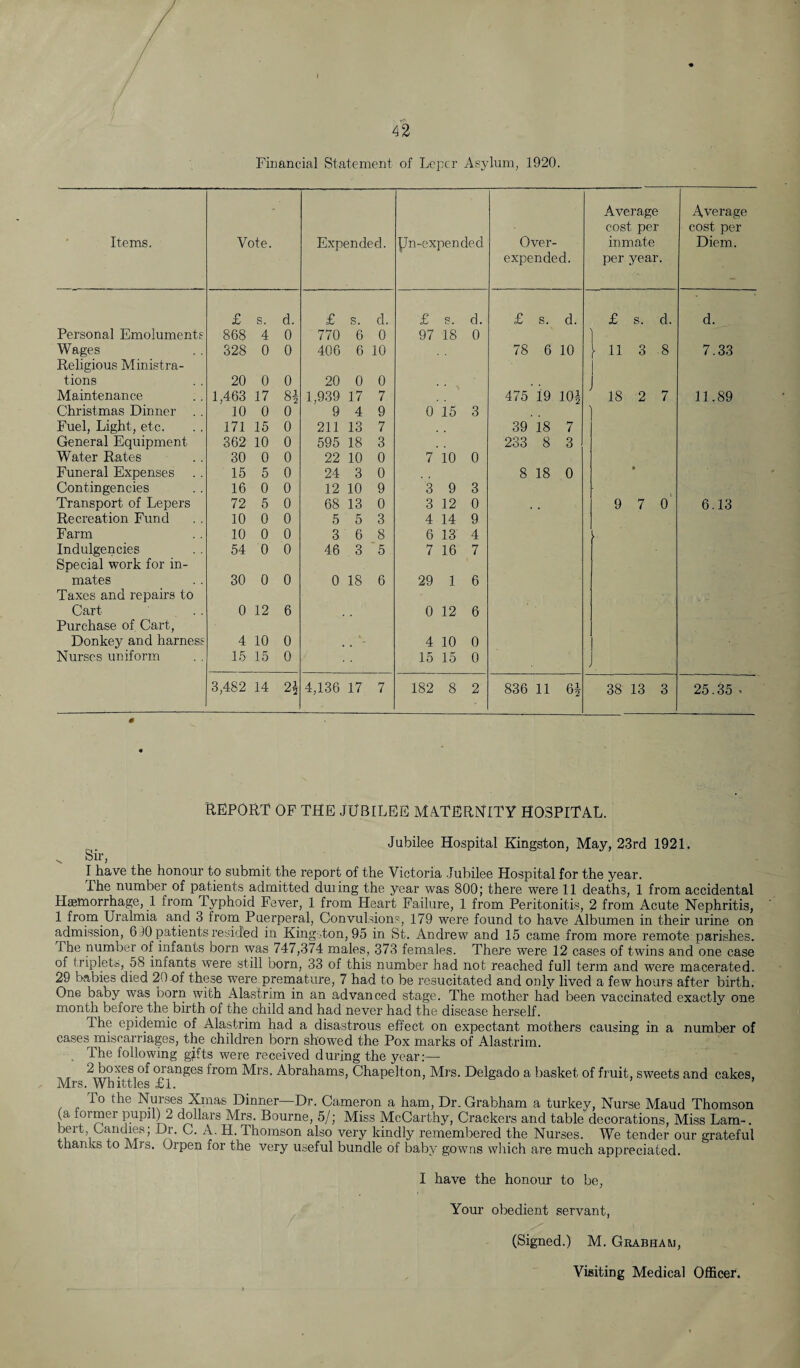 42
Financial Statement of Leper Asylum, 1920.
Items. Vote. Expended. Un-expended Over-expended. Average cost per inmate per year. Average cost per Diem.
£ s. d. £ s. d. £ s. d. £ s. d. £ s. d. d.
Personal Emoluments 868 4 0 770 6 0 97 18 0
Wages . . 328 0 0 406 6 10 . . 78 6 10 11 3 8 7.33
Religious Ministra-
tions . . 20 0 0 20 0 0 . . . .
Maintenance . . 1,463 17 8½ 1,939 17 7 . . 475 19 10½ 18 2 7 11.89
Christmas Dinner . . 10 0 0 9 4 9 0 15 3 . .
Fuel, Light, etc. . . 171 15 0 211 13 7 . . 39 18 7
General Equipment 362 10 0 595 18 3 . . 233 8 3
Water Rates . . 30 0 0 22 10 0 7 10 0
Funeral Expenses . . 15 5 0 24 3 0 . . 8 18 0
Contingencies . . 16 0 0 12 10 9 3 9 3
Transport of Lepers 72 5 0 68 13 0 3 12 0 . . 9 7 0 6.13
Recreation Fund . . 10 0 0 5 5 3 4 14 9
Farm . . 10 0 0 3 6 8 6 13 4
Indulgencies . . 54 0 0 46 3 5 7 16 7
Special work for in-
mates . . 30 0 0 0 18 6 29 1 6
Taxes and repairs to
Cart . . 0 12 6 . . 0 12 6
Purchase of Cart,
Donkey and harness 4 10 0 . . 4 10 0
Nurses uniform . . 15 15 0 . . 15 15 0
3,482 14 2½ 4,136 17 7 182 8 2 836 11 6½ 38 13 3 25.35
REPORT OF THE JUBILEE MATERNITY HOSPITAL.
Jubilee Hospital Kingston, May, 23rd 1921.
Sir,
I have the honour to submit the report of the Victoria Jubilee Hospital for the year.
The number of patients admitted during the year was 800; there were 11 deaths, 1 from accidental
Hæmorrhage, 1 from Typhoid Fever, 1 from Heart Failure, 1 from Peritonitis, 2 from Acute Nephritis,
1 from Uralmia and 3 from Puerperal, Convulsions, 179 were found to have Albumen in their urine on
admission, 690 patients resided in Kingston, 95 in St. Andrew and 15 came from more remote parishes.
The number of infants born was 747,374 males, 373 females. There were 12 cases of twins and one case
of triplets, 58 infants were still born, 33 of this number had not reached full term and were macerated.
29 babies died 20 of these were premature, 7 had to be resucitated and only lived a few hours after birth.
One baby was born with Alastrim in an advanced stage. The mother had been vaccinated exactly one
month before the birth of the child and had never had the disease herself.
The epidemic of Alastrim had a disastrous effect on expectant mothers causing in a number of
cases miscarriages, the children born showed the Pox marks of Alastrim.
The following gifts were received during the year:—
2 boxes of oranges from Mrs. Abrahams, Chapelton, Mrs. Delgado a basket of fruit, sweets and cakes,
Mrs. Whittles £1.
To the Nurses Xmas Dinner—Dr. Cameron a ham, Dr. Grabham a turkey, Nurse Maud Thomson
(a former pupil) 2 dollars Mrs. Bourne, 5/; Miss McCarthy, Crackers and table decorations, Miss Lam-
bert, Candies; Dr. C. A. H. Thomson also very kindly remembered the Nurses. We tender our grateful
thanks to Mrs. Orpen for the very useful bundle of baby gowns which are much appreciated.
I have the honour to be,
Your obedient servant,
(Signed.) M. Grabham,
Visiting Medical Officer.